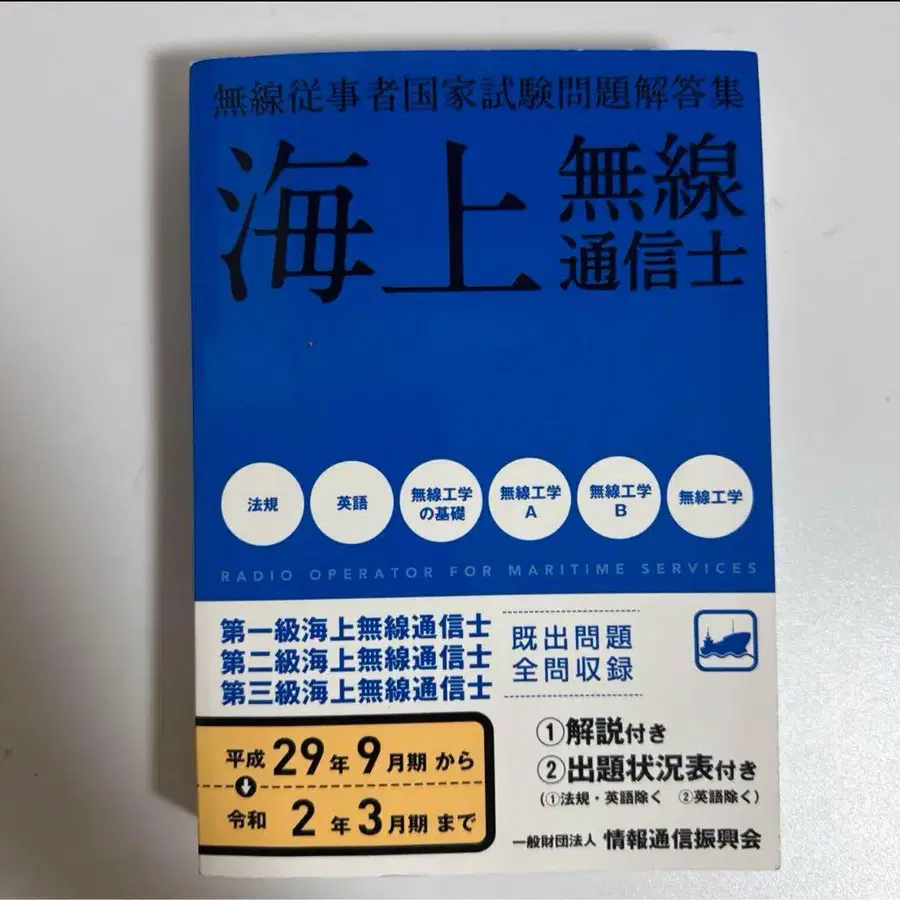 無線従事者国家試験問題解答集
海上 無線
通信士
法規
英語
無線工学
の基礎
無線工学
A
無線工学
B
無線工学
RADIO OPERATOR FOR MARITIME SERVICES
第一級海上無線通信士
第二級海上無線通信士
第三級海上無線通信士
既出問題
全問収録
平成 29年 9月期 から
令和 2年 3月期 まで
①解説付き
②出題状況表付き
(①法規・英語除く ②英語除く)
一般財団法人 情報通信振興会